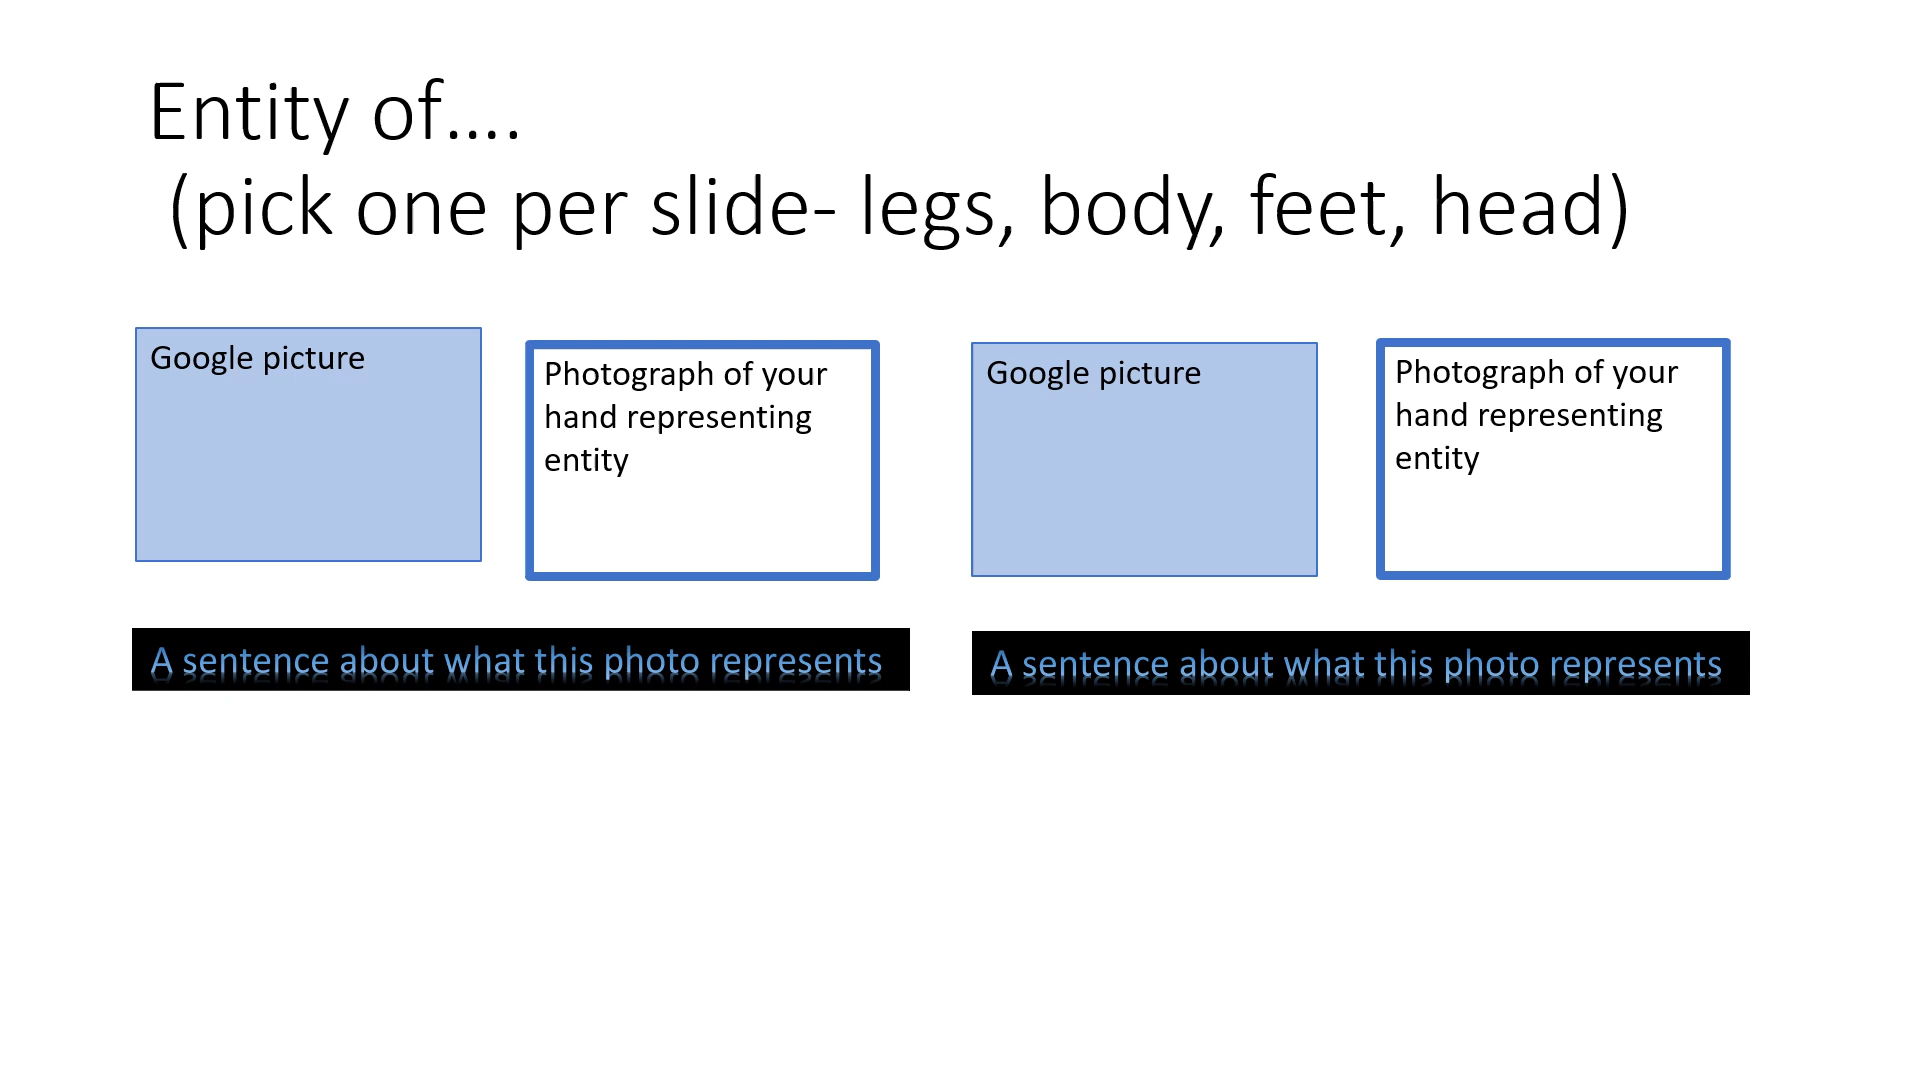 Entity of….
(pick one per slide- legs, body, feet, head)
Google picture
Photograph of your
hand representing
entity
Google picture
Photograph of your
hand representing
entity
A sentence about what this photo represents
A sentence about what this photo represents